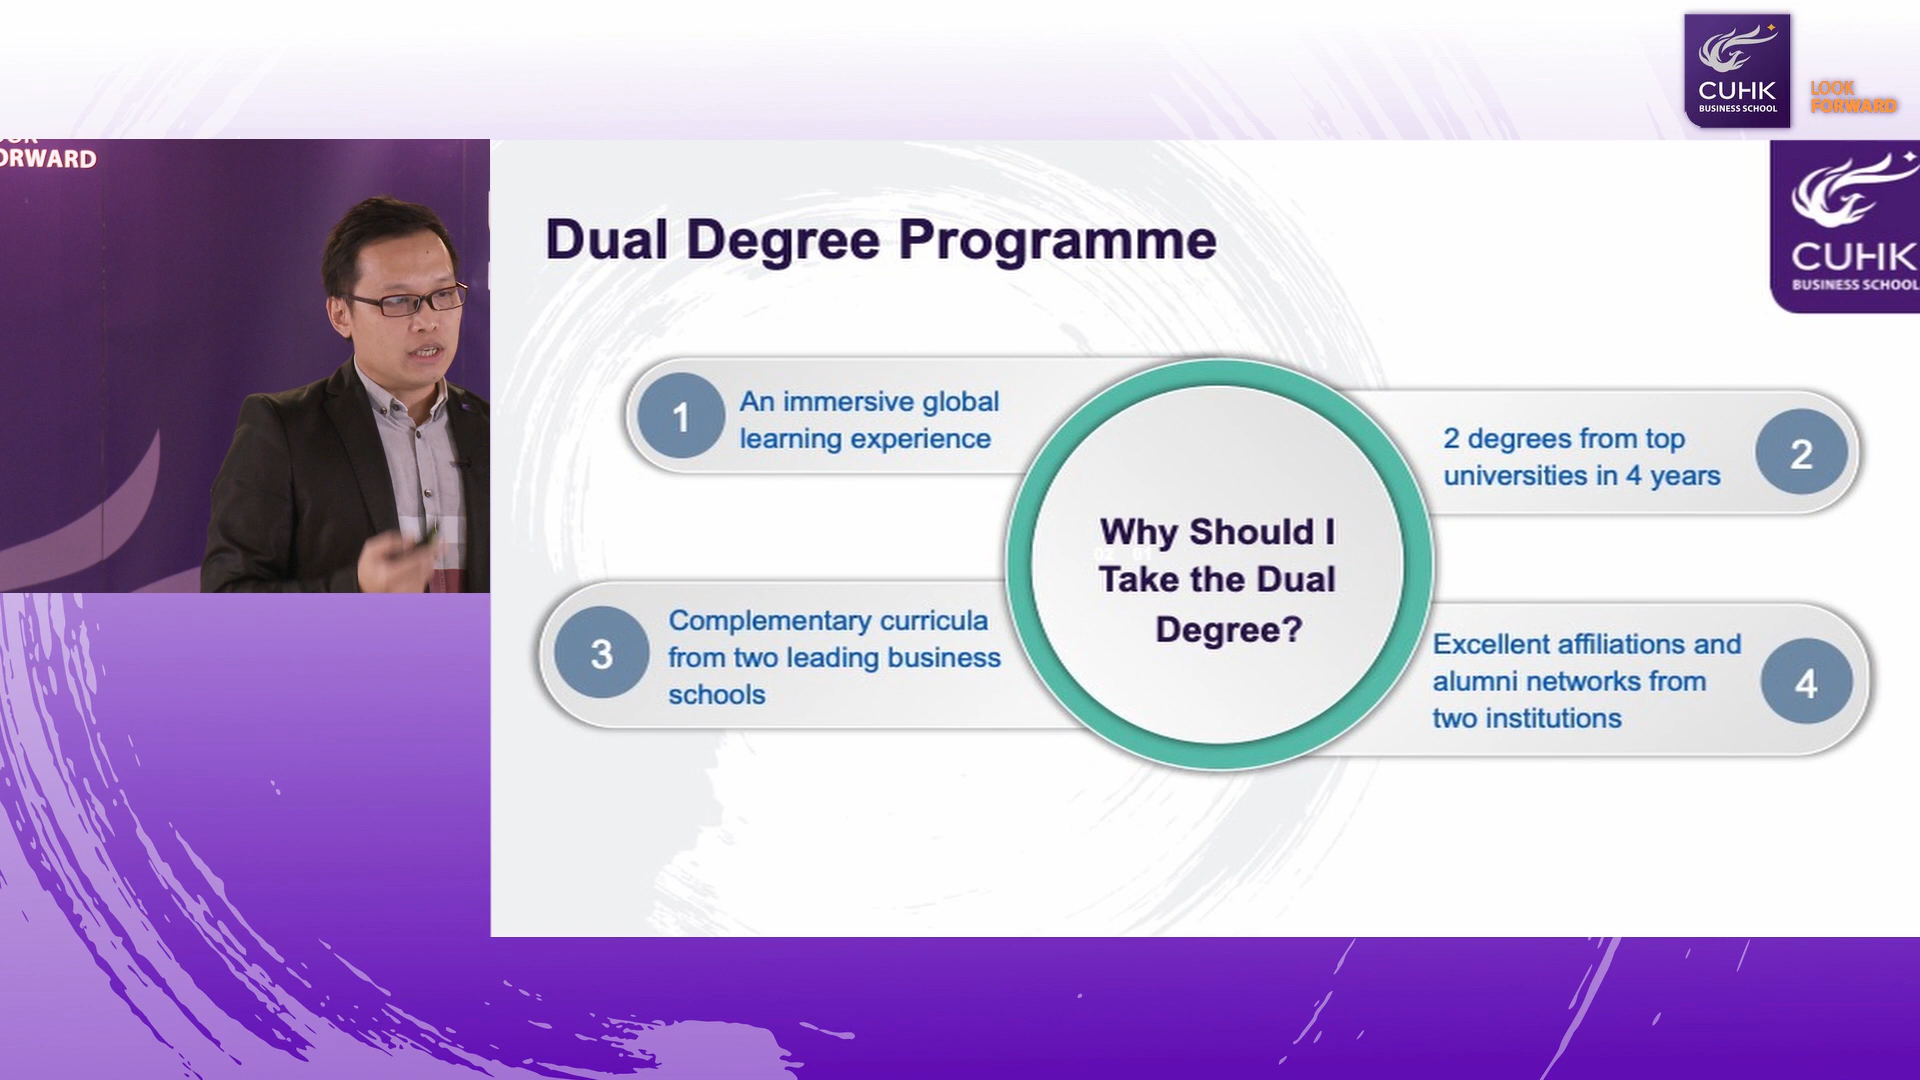 CUHK
BUSINESS SCHOOL
LOOK
FORWARD
ORWARD
CUHK
BUSINESS SCHOOL
Dual Degree Programme
1
An immersive global
learning experience
2 degrees from top
universities in 4 years
2
Why Should I
Take the Dual
Degree?
3
Complementary curricula
from two leading business
schools
Excellent affiliations and
alumni networks from
two institutions
4